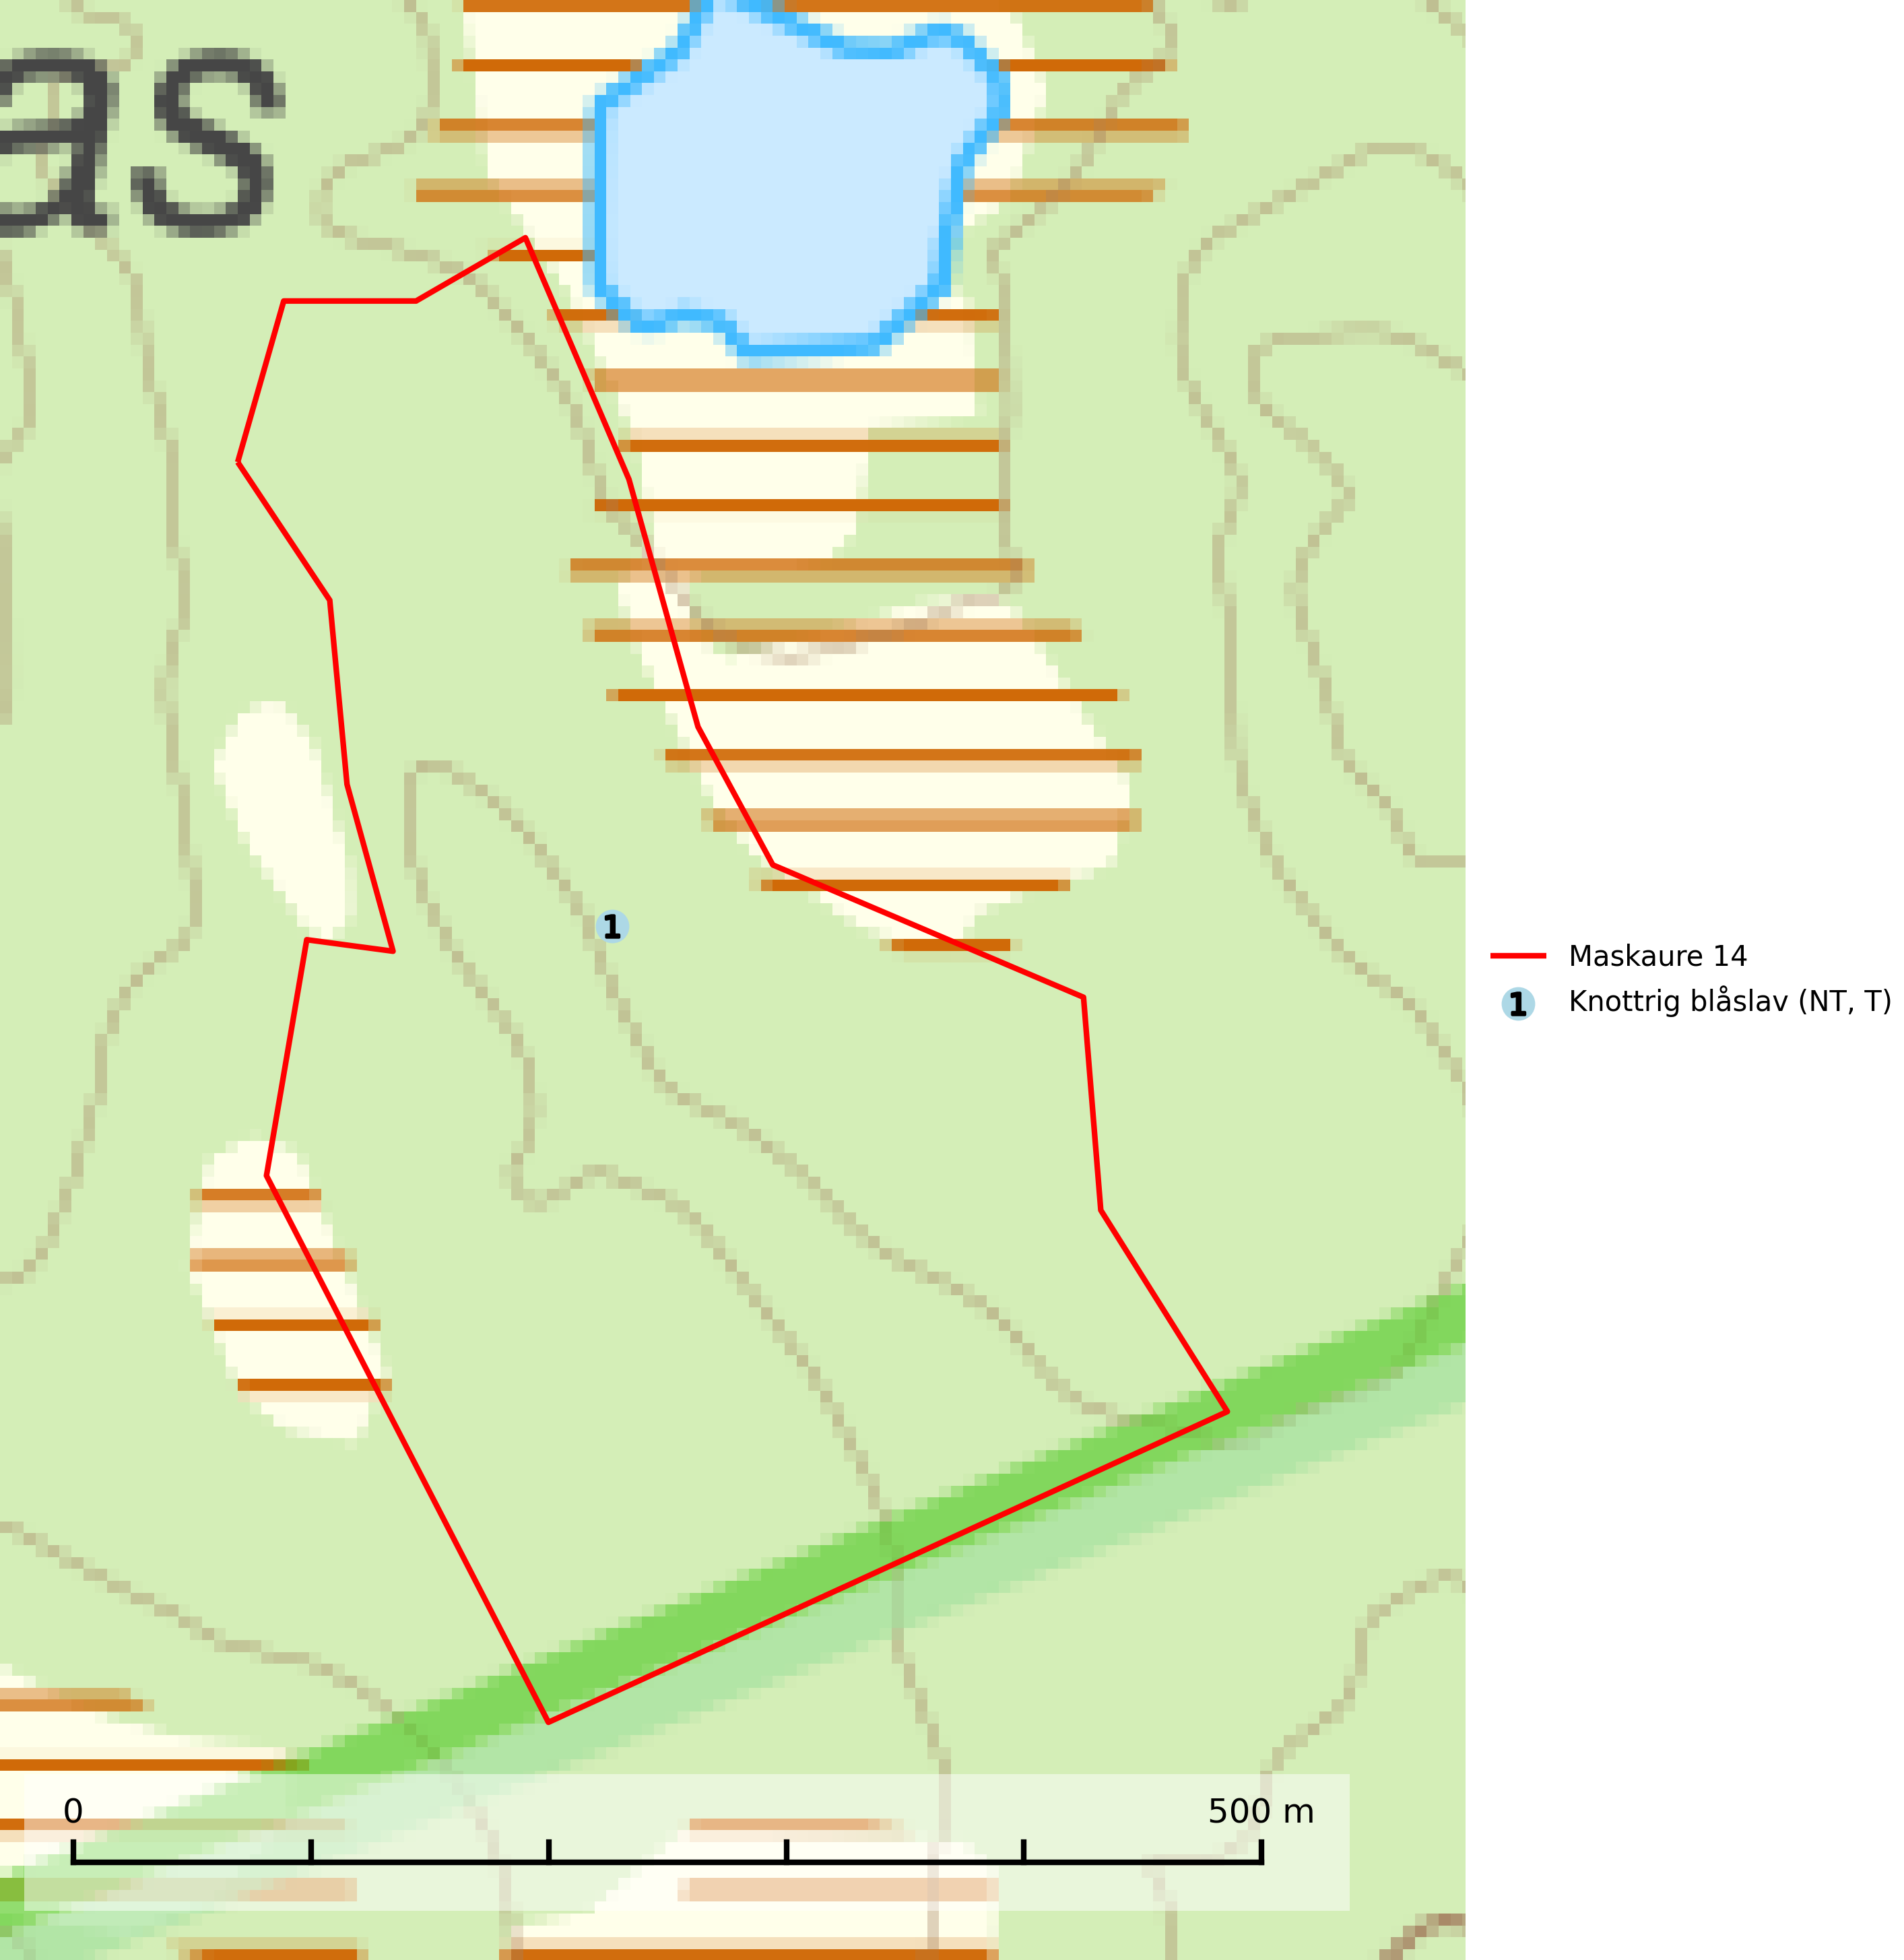 as
1
Maskaure 14
1 Knottrig blåslav (NT, T)
0 500 m